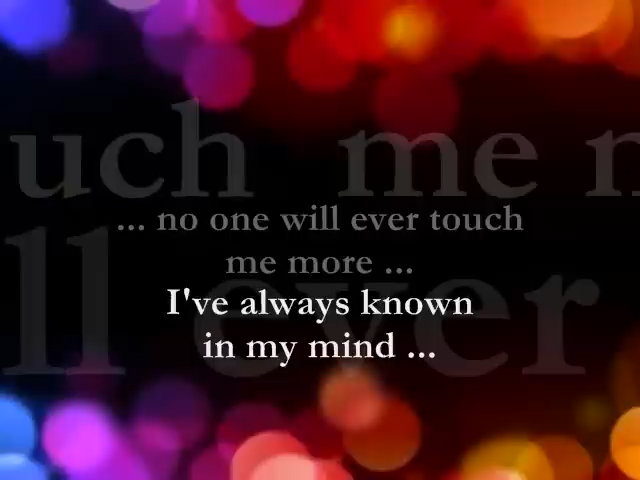 uch me m
... no one will ever touch
me more ...
ll ever
I've always known
in my mind ...